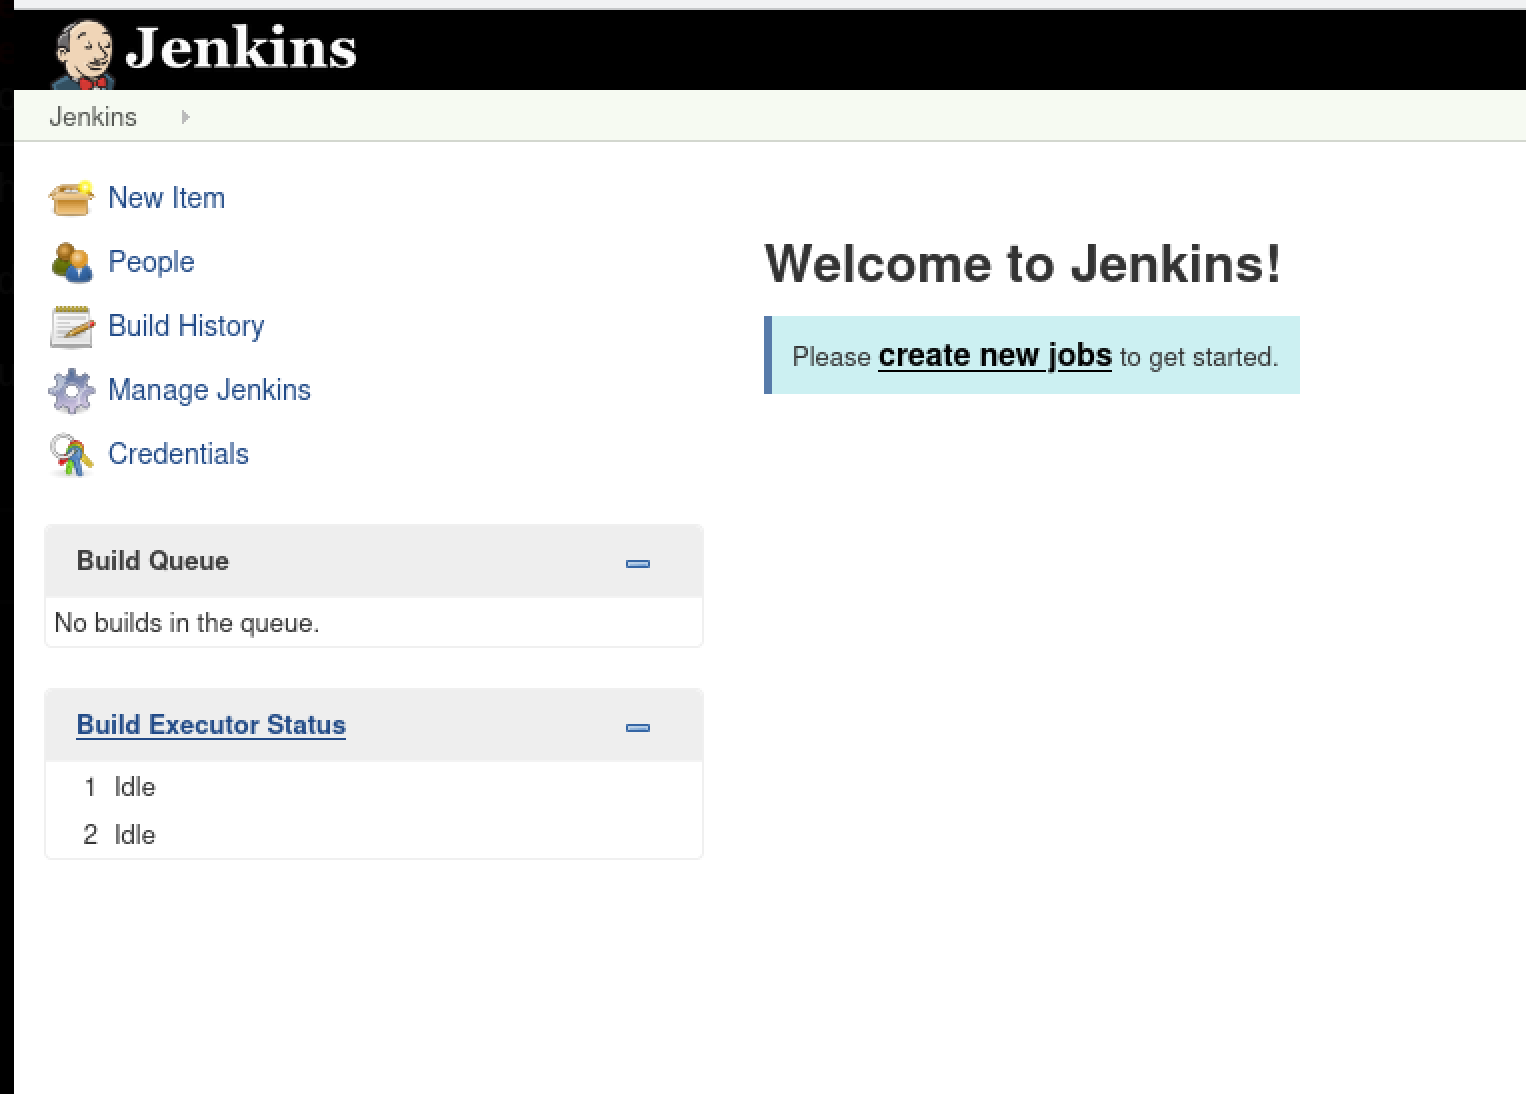 Jenkins
Jenkins
New Item
People
Build History
Manage Jenkins
Credentials
Build Queue
No builds in the queue.
Build Executor Status
1 Idle
2 Idle
Welcome to Jenkins!
Please create new jobs to get started.